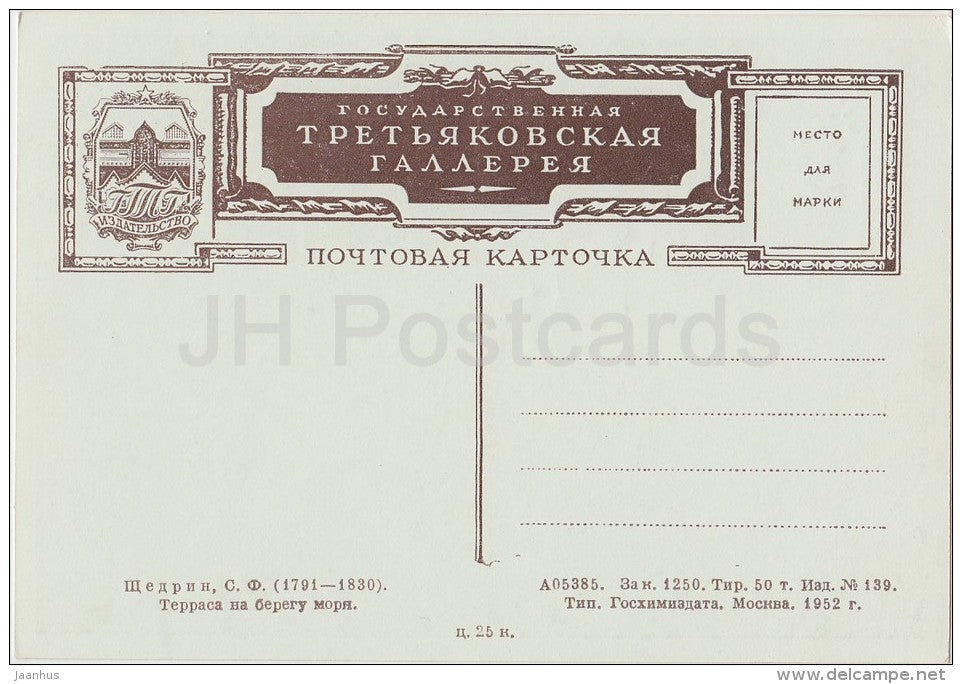 ГОСУДАРСТВЕННАЯ
ТРЕТЬЯКОВСКАЯ
ГАЛЛЕРЕЯ
ГТГ
ИЗДАТЕЛЬСТВО
МЕСТО
ДЛЯ
МАРКИ
ПОЧТОВАЯ КАРТОЧКА
JH Postcards
Щедрин, С. Ф. (1791—1830).
Терраса на берегу моря.
А05385. Зак. 1250. Тир. 50 т. Изд. № 139.
Тип. Госхимиздата. Москва. 1952 г.
ц. 25 к.
jaanhus
www.delcampe.net